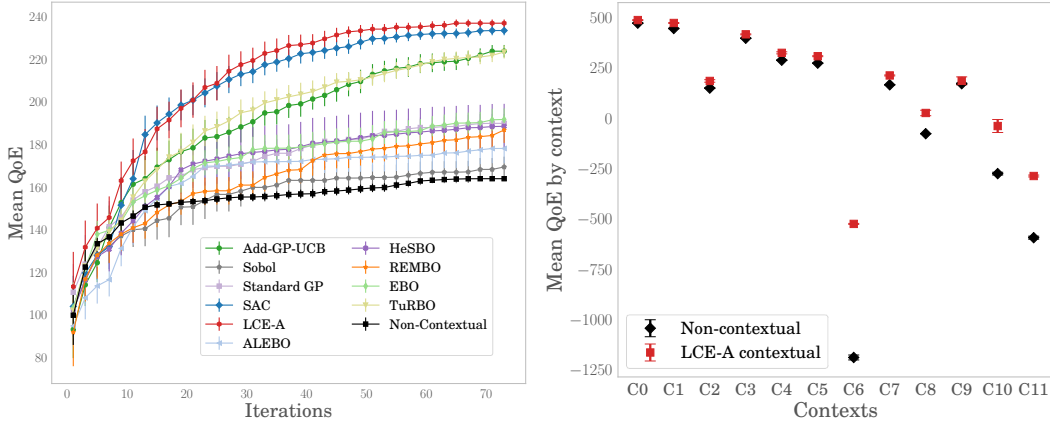 240
220
200
180
160
140
120
100
80
Mean QoE
0
10
20
30
40
50
60
70
Iterations
Add-GP-UCB
Sobol
Standard GP
SAC
LCE-A
ALEBO
HeSBO
REMBO
EBO
TuRBO
Non-Contextual
500
250
0
−250
−500
−750
−1000
−1250
Mean QoE by context
C0 C1 C2 C3 C4 C5 C6 C7 C8 C9 C10 C11
Contexts
Non-contextual
LCE-A contextual